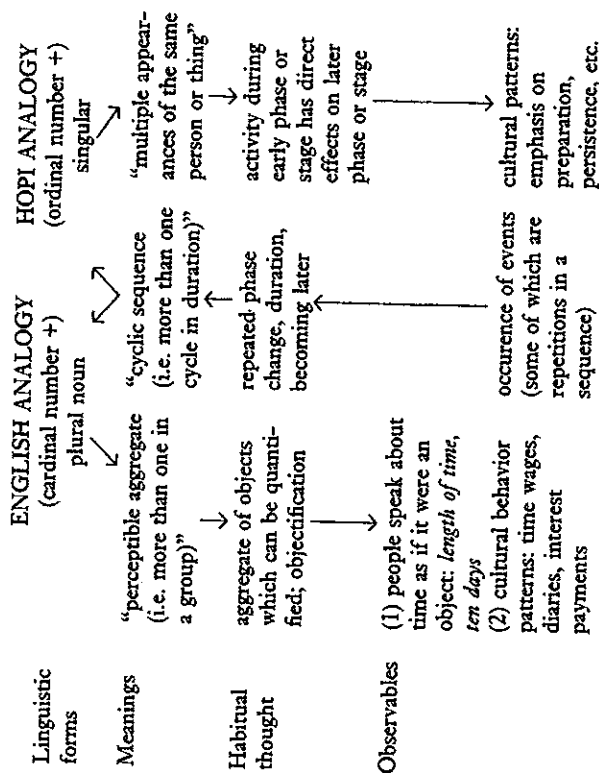 ENGLISH ANALOGY
(cardinal number +)
plural noun
HOPI ANALOGY
(ordinal number +)
singular
Linguistic
forms
Meanings
"perceptible aggregate
(i.e. more than one in
a group)"
"cyclic sequence
(i.e. more than one
cycle in duration)"
"multiple appear-
ances of the same
person or thing"
Habitual
thought
aggregate of objects
which can be quanti-
fied; objectification
repeated phase
change, duration,
becoming later
activity during
early phase or
stage has direct
effects on later
phase or stage
Observables
(1) people speak about
time as if it were an
object: length of time,
ten days
(2) cultural behavior
patterns: time wages,
diaries, interest
payments
occurence of events
(some of which are
repetitions in a
sequence)
cultural patterns:
emphasis on
preparation,
persistence, etc.